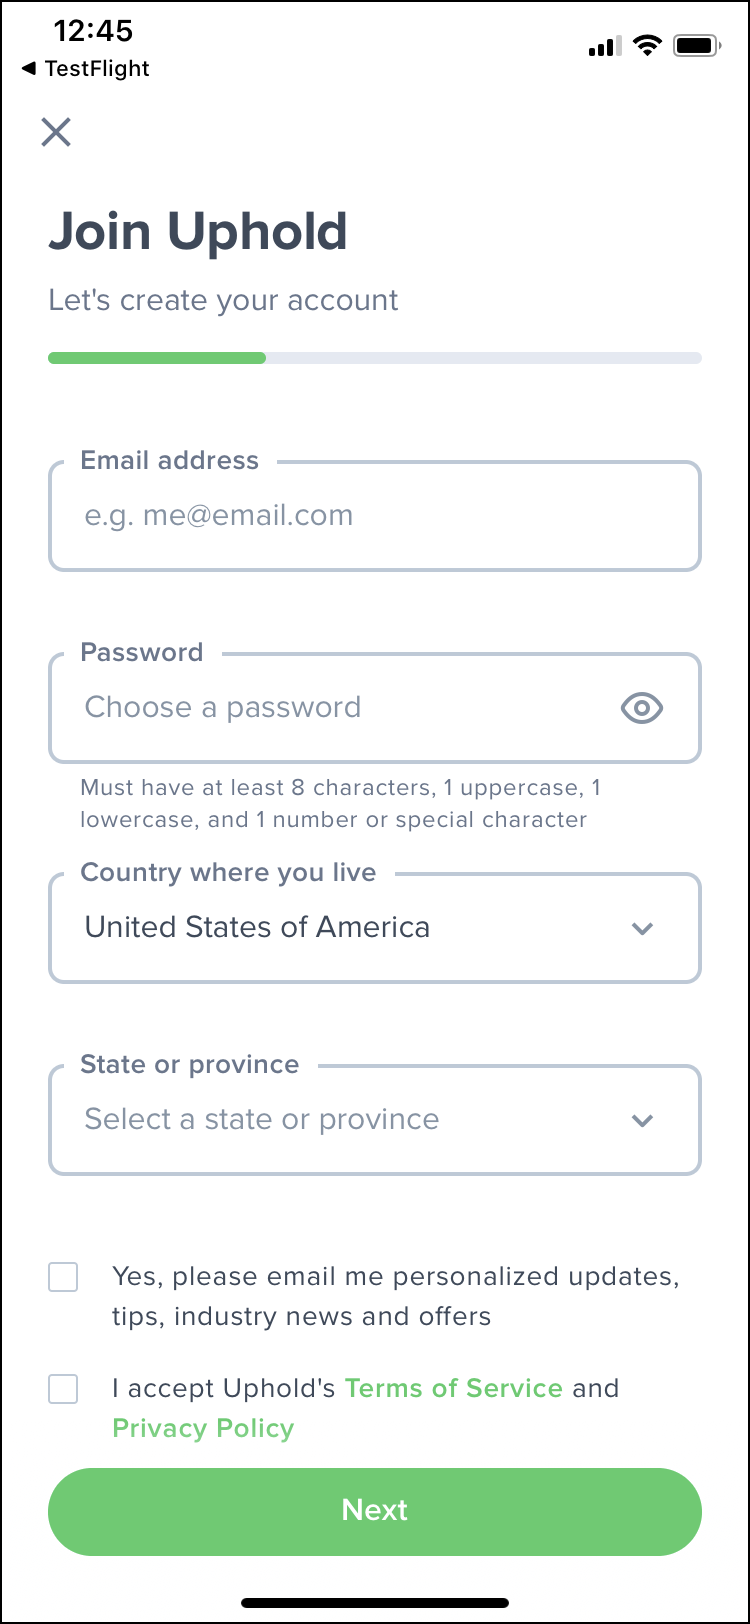 12:45
◀ TestFlight
Join Uphold
Let's create your account
Email address
e.g. me@email.com
Password
Choose a password
Must have at least 8 characters, 1 uppercase, 1
lowercase, and 1 number or special character
Country where you live
United States of America
State or province
Select a state or province
Yes, please email me personalized updates,
tips, industry news and offers
I accept Uphold's Terms of Service and
Privacy Policy
Next